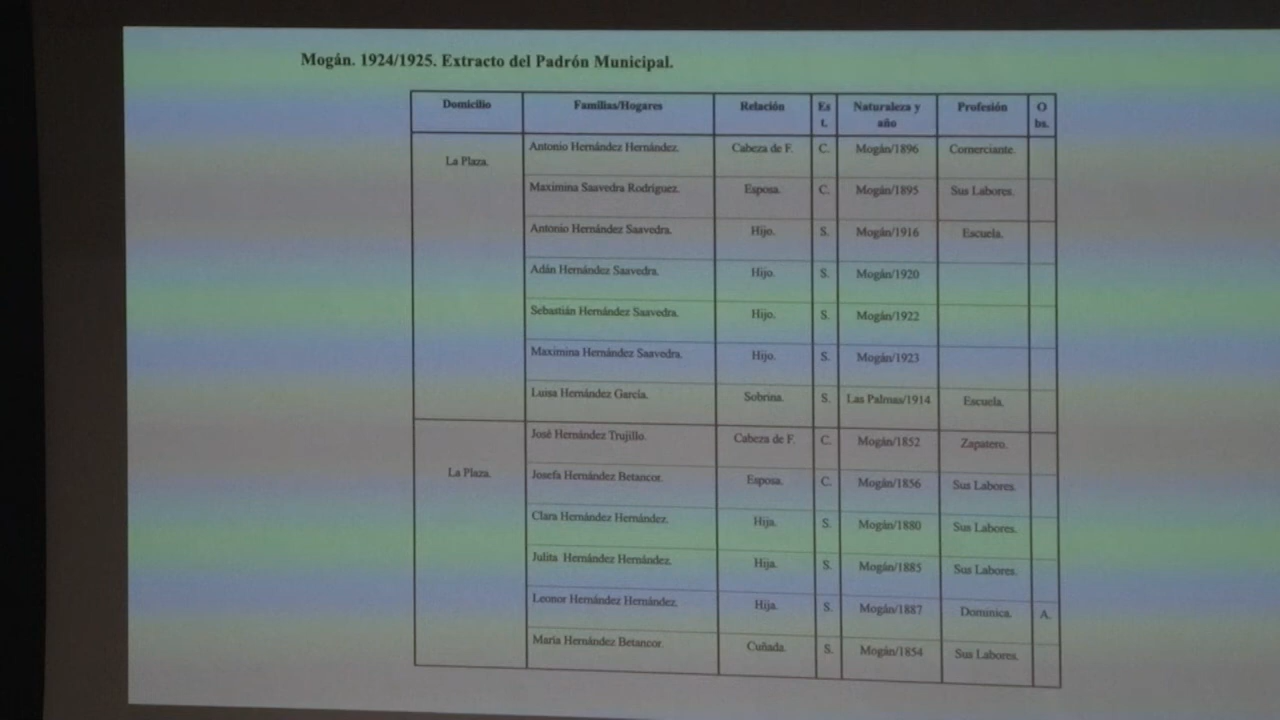 Mogán. 1924/1925. Extracto del Padrón Municipal.
Domicilio Familias/Hogares Relación Es t. Naturaleza y año Profesión O bs.
La Plaza. Antonio Hernández Hernández. Cabeza de F. C. Mogán/1896 Comerciante.
Maximina Saavedra Rodríguez. Esposa. C. Mogán/1895 Sus Labores.
Antonio Hernández Saavedra. Hijo. S. Mogán/1916 Escuela.
Adán Hernández Saavedra. Hijo. S. Mogán/1920
Sebastián Hernández Saavedra. Hijo. S. Mogán/1922
Maximina Hernández Saavedra. Hijo. S. Mogán/1923
Luisa Hernández García. Sobrina. S. Las Palmas/1914 Escuela.
La Plaza. José Hernández Trujillo. Cabeza de F. C. Mogán/1852 Zapatero.
Josefa Hernández Betancor. Esposa. C. Mogán/1856 Sus Labores.
Clara Hernández Hernández. Hija. S. Mogán/1880 Sus Labores.
Julita Hernández Hernández. Hija. S. Mogán/1885 Sus Labores.
Leonor Hernández Hernández. Hija. S. Mogán/1887 Dominica. A.
María Hernández Betancor. Cuñada. S. Mogán/1854 Sus Labores.